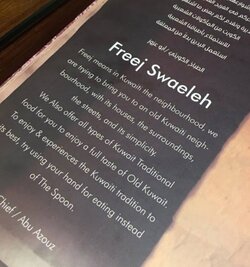 Freej Swaeleh
Freej means in Kuwaiti the neighbourhood, we
are trying to bring you to an old Kuwaiti neigh-
bourhood with its houses, life surroundings,
the streets, and its simplicity.
We Also offer all types of Kuwait Traditional
food for you to enjoy a full taste of Old Kuwait
To enjoy & experiences the Kuwaiti tradition to
its beter, try using your hand for eating instead
of The Spoon.
Chief / Abu Azouz